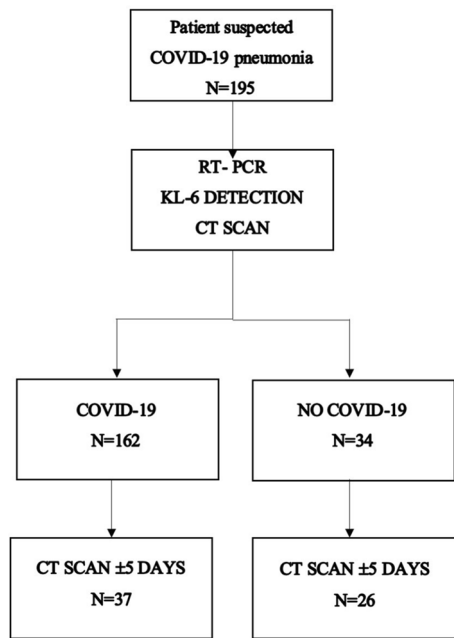 Patient suspected
COVID-19 pneumonia
N=195
RT- PCR
KL-6 DETECTION
CT SCAN
COVID-19
N=162
NO COVID-19
N=34
CT SCAN ±5 DAYS
N=37
CT SCAN ±5 DAYS
N=26